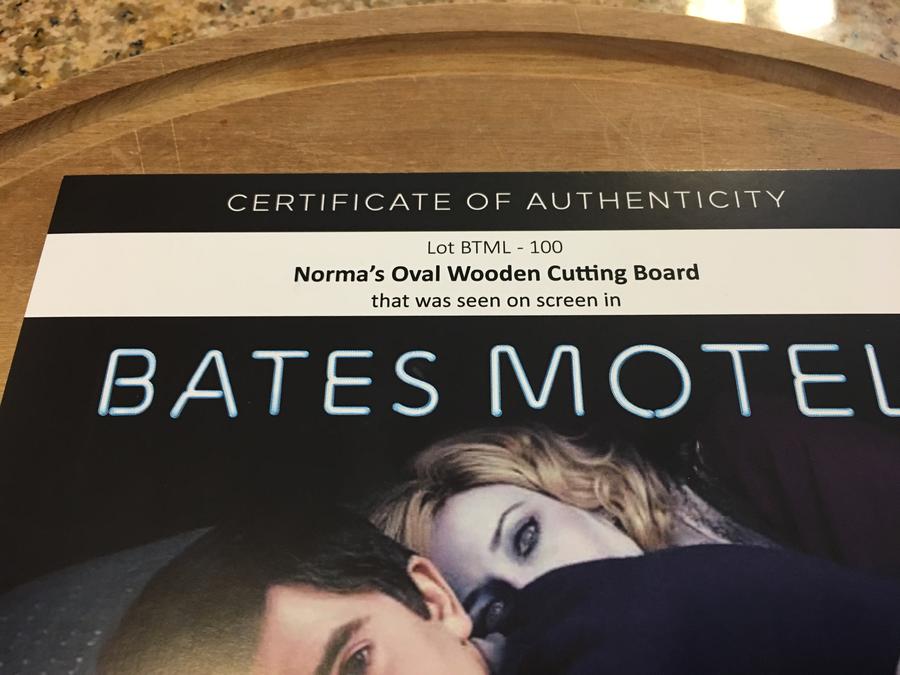 CERTIFICATE OF AUTHENTICITY
Lot BTML - 100
Norma's Oval Wooden Cutting Board
that was seen on screen in
BATES MOTEL